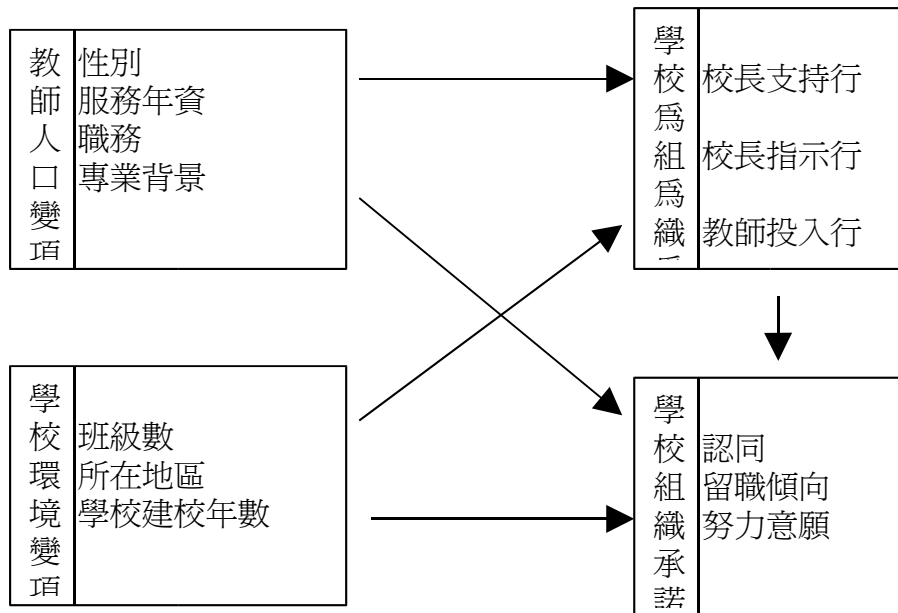 教師人口變項
性別
服務年資
職務
專業背景
學校為組為織
校長支持行
校長指示行
教師投入行
學校環境變項
班級數
所在地區
學校建校年數
學校組織承諾
認同
留職傾向
努力意願